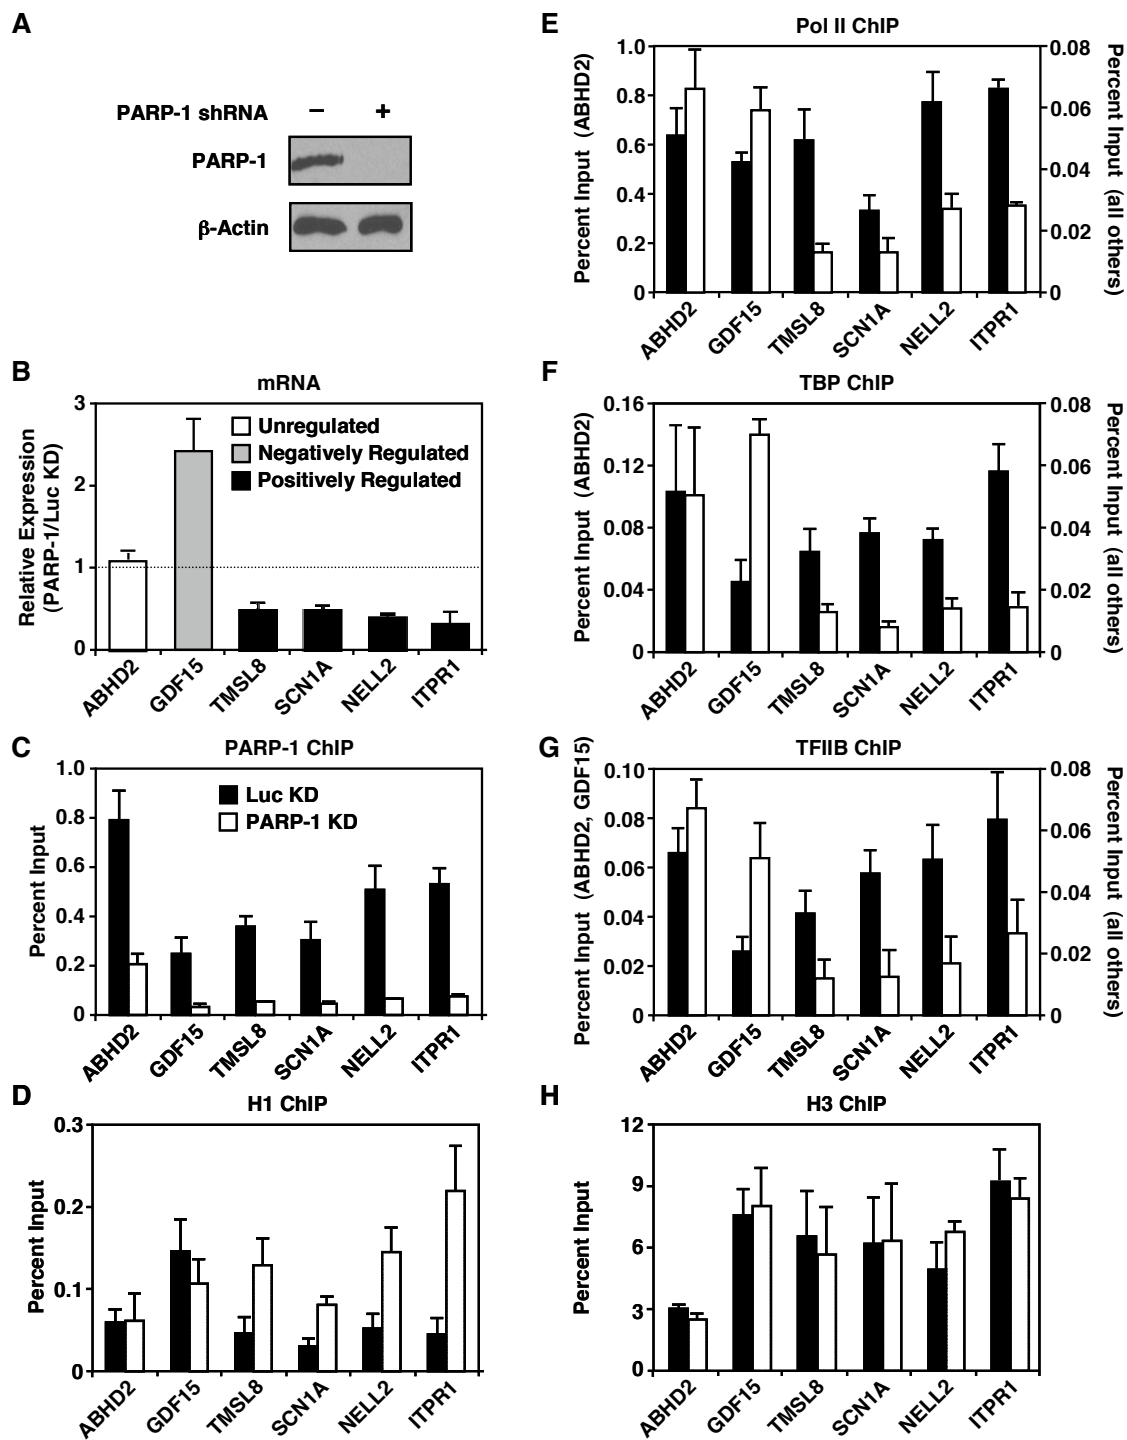 A
PARP-1 shRNA − +
PARP-1
β-Actin
B
mRNA
Relative Expression
(PARP-1/Luc KD)
3
2
1
0
Unregulated
Negatively Regulated
Positively Regulated
ABHD2 GDF15 TMSL8 SCN1A NELL2 ITPR1
C
PARP-1 ChIP
Percent Input
1.0
0.8
0.6
0.4
0.2
0
Luc KD
PARP-1 KD
ABHD2 GDF15 TMSL8 SCN1A NELL2 ITPR1
D
H1 ChIP
Percent Input
0.3
0.2
0.1
0
ABHD2 GDF15 TMSL8 SCN1A NELL2 ITPR1
E
Pol II ChIP
Percent Input (ABHD2)
1.0
0.8
0.6
0.4
0.2
0
0.08
0.06
0.04
0.02
0
Percent Input (all others)
ABHD2 GDF15 TMSL8 SCN1A NELL2 ITPR1
F
TBP ChIP
Percent Input (ABHD2)
0.16
0.12
0.08
0.04
0
0.08
0.06
0.04
0.02
0
Percent Input (all others)
ABHD2 GDF15 TMSL8 SCN1A NELL2 ITPR1
G
TFIIB ChIP
Percent Input (ABHD2, GDF15)
0.10
0.08
0.06
0.04
0.02
0
0.08
0.06
0.04
0.02
0
Percent Input (all others)
ABHD2 GDF15 TMSL8 SCN1A NELL2 ITPR1
H
H3 ChIP
Percent Input
12
9
6
3
0
ABHD2 GDF15 TMSL8 SCN1A NELL2 ITPR1